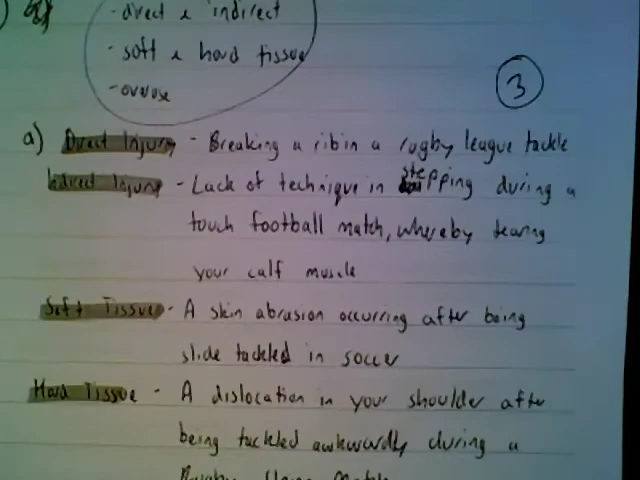 - direct & indirect
- soft & hard tissue
- overuse
3
a) Direct Injury - Breaking a rib in a rugby league tackle
Indirect Injury - Lack of technique in stepping during a
touch football match, whereby tearing
your calf muscle
Soft Tissue - A skin abrasion occurring after being
slide tackled in soccer
Hard Tissue - A dislocation in your shoulder after
being tackled awkwardly during a
Rugby